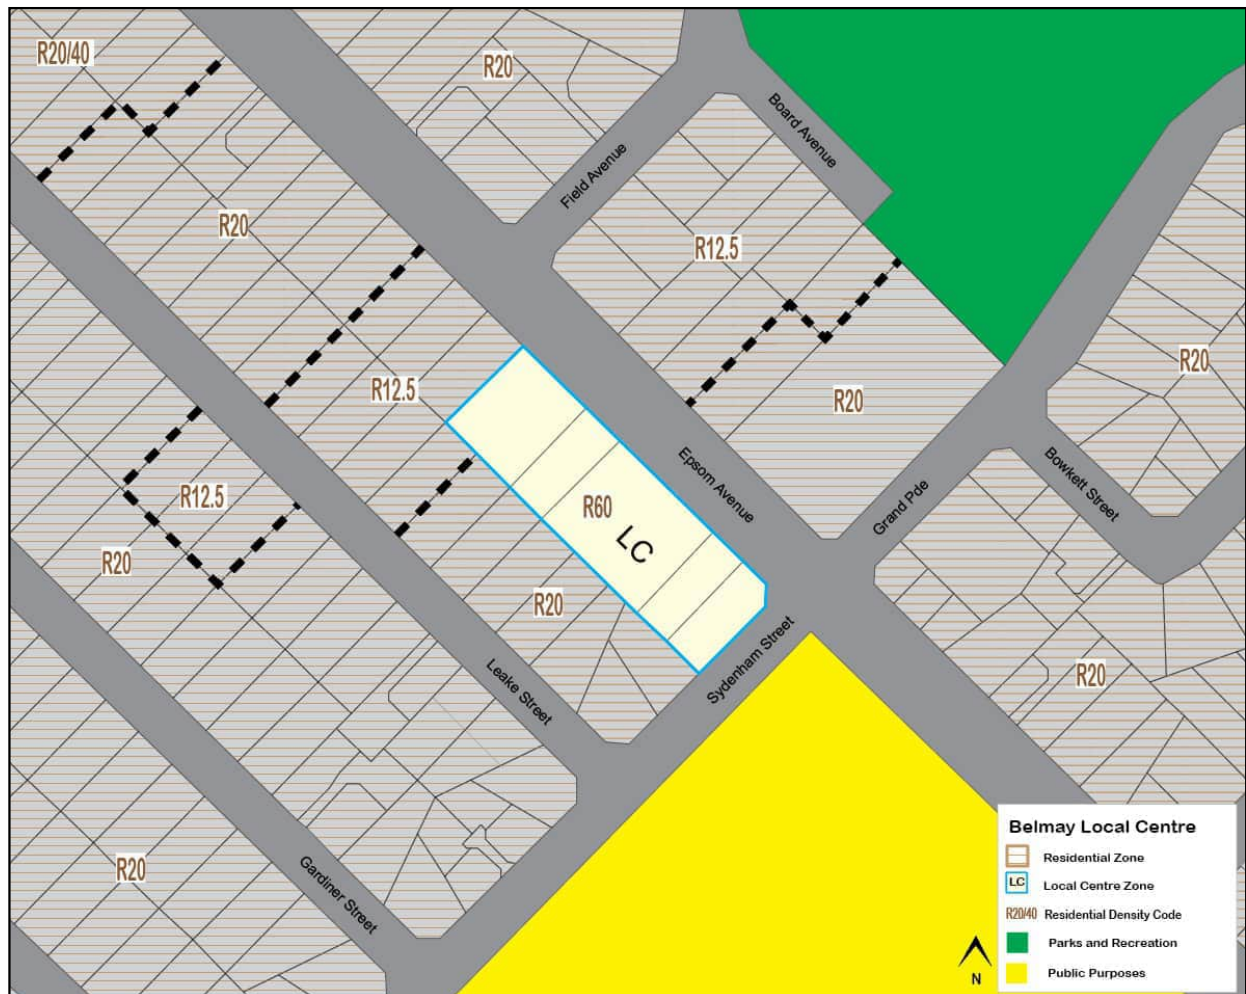 R20/40
R20
Board Avenue
Field Avenue
R20
R12.5
R20
R12.5
R20
Epsom Avenue
Bowkett Street
R12.5
Grand Pde
R60
LC
R20
R20
Sydenham Street
R20
Leake Street
R20
Gardiner Street
Belmay Local Centre
Residential Zone
LC Local Centre Zone
R20/40 Residential Density Code
Parks and Recreation
Public Purposes
N